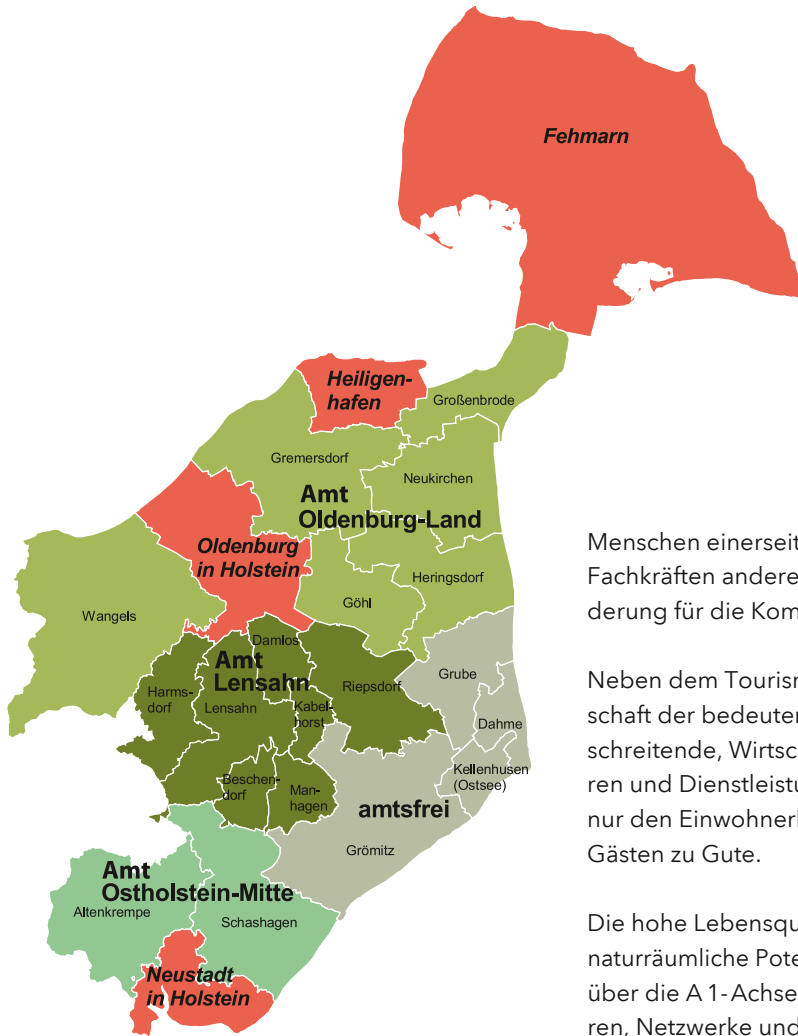 Fehmarn
Heiligen-
hafen
Großenbrode
Gremersdorf
Neukirchen
Amt
Oldenburg-Land
Oldenburg
in Holstein
Heringsdorf
Göhl
Wangels
Damlos
Amt
Lensahn
Grube
Riepsdorf
Harms-
dorf
Lensahn
Kabel-
horst
Dahme
Kellenhusen
(Ostsee)
Beschen-
dorf
Man-
hagen
amtsfrei
Grömitz
Amt
Ostholstein-Mitte
Altenkrempe
Schashagen
Neustadt
in Holstein
Menschen einerseit
Fachkräften andere
derung für die Kom
Neben dem Tourism
schaft der bedeuten
schreitende, Wirtsc
ren und Dienstleistu
nur den Einwohner
Gästen zu Gute.
Die hohe Lebensqu
naturräumliche Pote
über die A 1-Achse
ren, Netzwerke und